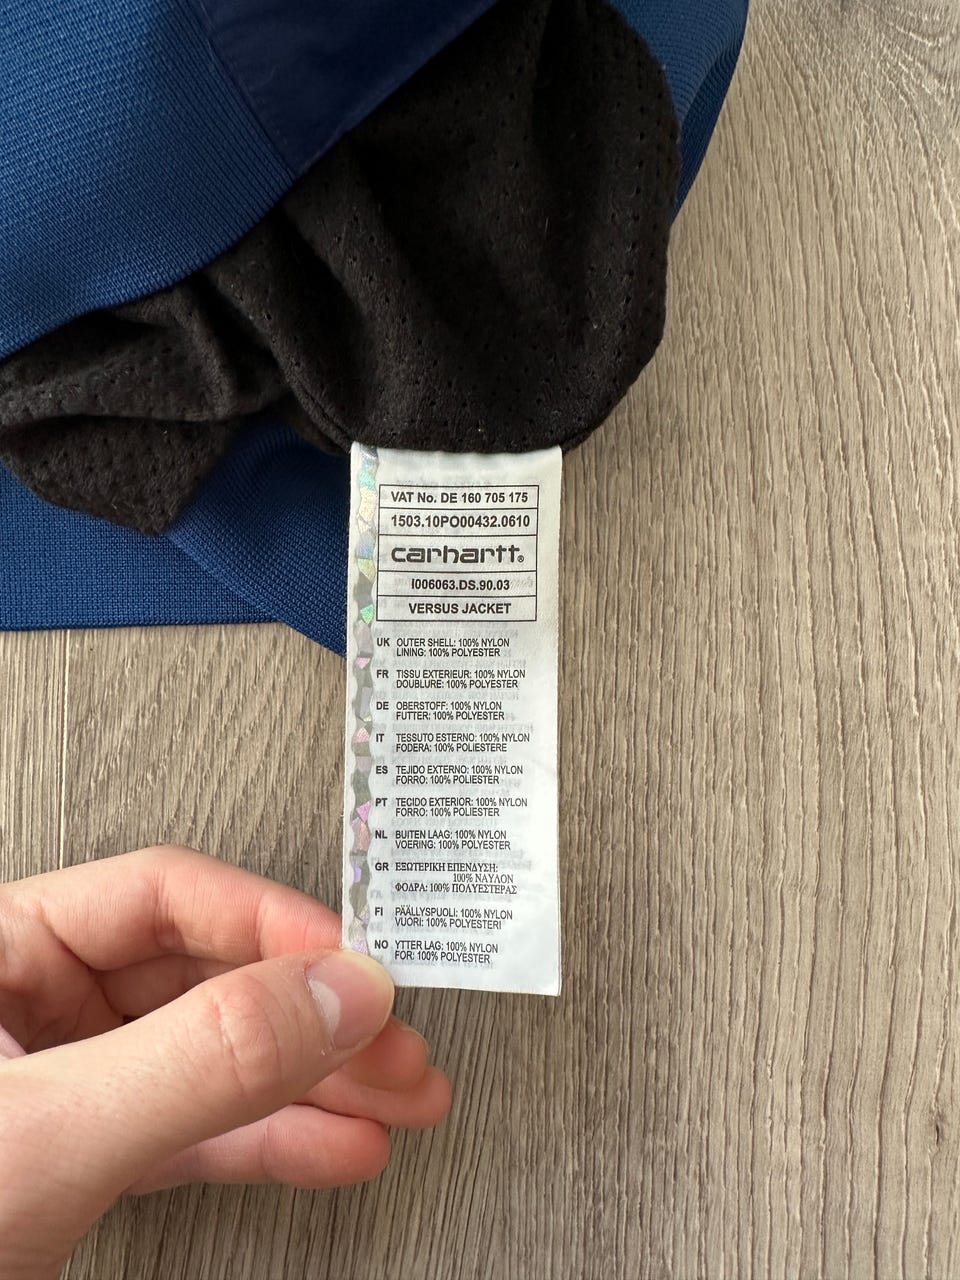 VAT No. DE 160 705 175
1503.10PO00432.0610
carhartt®
I006063.DS.90.03
VERSUS JACKET
UK OUTER SHELL: 100% NYLON
LINING: 100% POLYESTER
FR TISSU EXTERIEUR: 100% NYLON
DOUBLURE: 100% POLYESTER
DE OBERSTOFF: 100% NYLON
FUTTER: 100% POLYESTER
IT TESSUTO ESTERNO: 100% NYLON
FODERA: 100% POLIESTERE
ES TEJIDO EXTERNO: 100% NYLON
FORRO: 100% POLIESTER
PT TECIDO EXTERIOR: 100% NYLON
FORRO: 100% POLIESTER
NL BUITEN LAAG: 100% NYLON
VOERING: 100% POLYESTER
GR ΕΞΩΤΕΡΙΚΗ ΕΠΕΝΔΥΣΗ:
100% ΝΑΥΛΟΝ
ΦΟΔΡΑ: 100% ΠΟΛΥΕΣΤΕΡΑΣ
FI PÄÄLLYSPUOLI: 100% NYLON
VUORI: 100% POLYESTERI
NO YTTER LAG: 100% NYLON
FOR: 100% POLYESTER